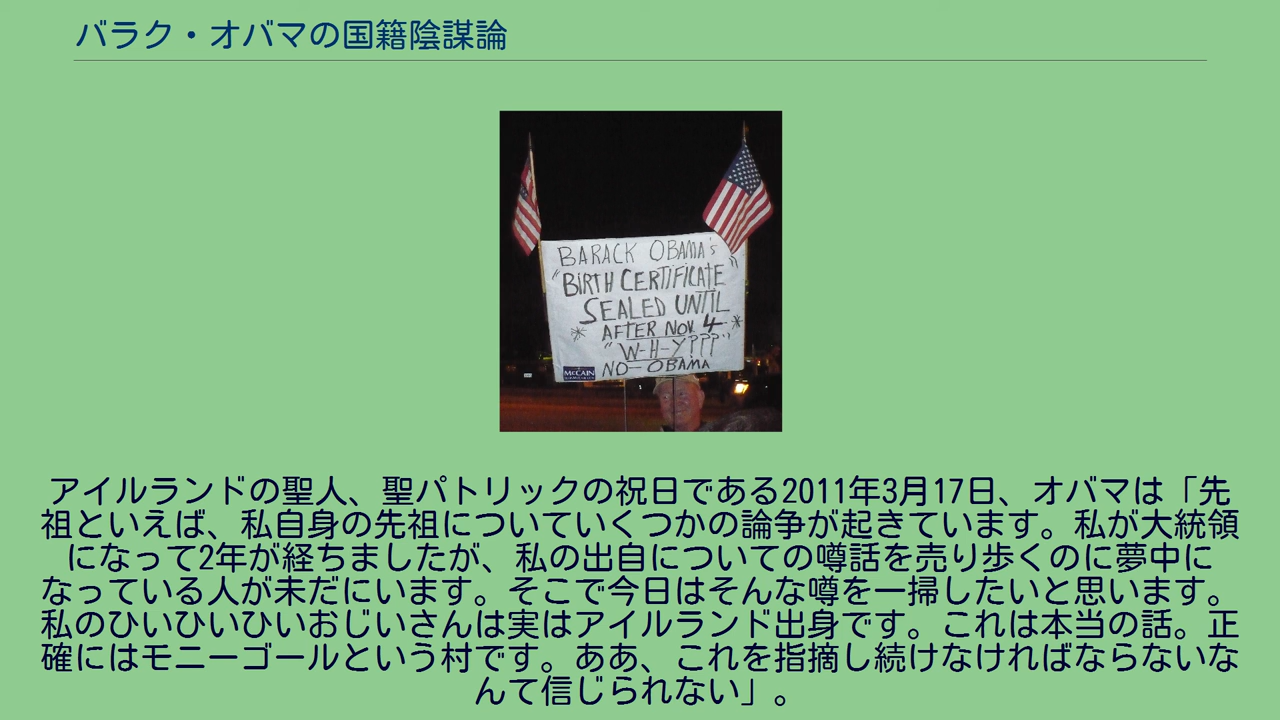 バラク・オバマの国籍陰謀論
BARACK OBAMA's
"BIRTH CERTIFICATE
SEALED UNTIL
* AFTER NOV 4 *
"W-H-Y???"
NO-OBAMA
McCAIN
アイルランドの聖人、聖パトリックの祝日である2011年3月17日、オバマは「先
祖といえば、私自身の先祖についていくつかの論争が起きています。私が大統領
になって2年が経ちましたが、私の出自についての噂話を売り歩くのに夢中に
なっている人が未だにいます。そこで今日はそんな噂を一掃したいと思います。
私のひいひいひいおじいさんは実はアイルランド出身です。これは本当の話。正
確にはモニーゴールという村です。ああ、これを指摘し続けなければならないな
んて信じられない」。